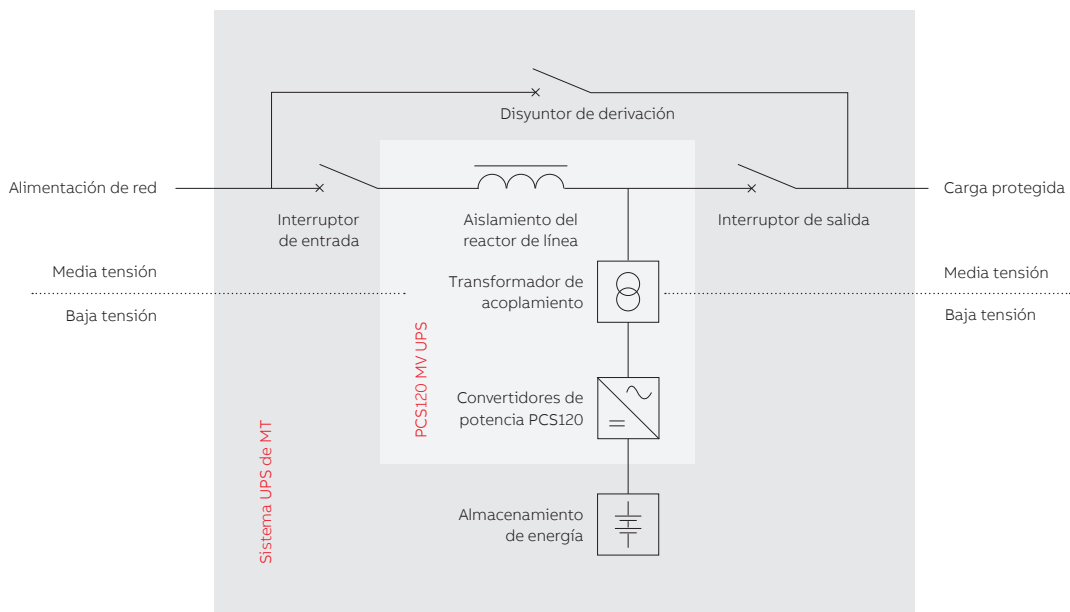 Disyuntor de derivación
Alimentación de red
Carga protegida
Interruptor
de entrada
Aislamiento del
reactor de línea
Interruptor de salida
Media tensión
Baja tensión
Transformador de
acoplamiento
Media tensión
Baja tensión
PCS120 MV UPS
Convertidores de
potencia PCS120
Sistema UPS de MT
Almacenamiento
de energía